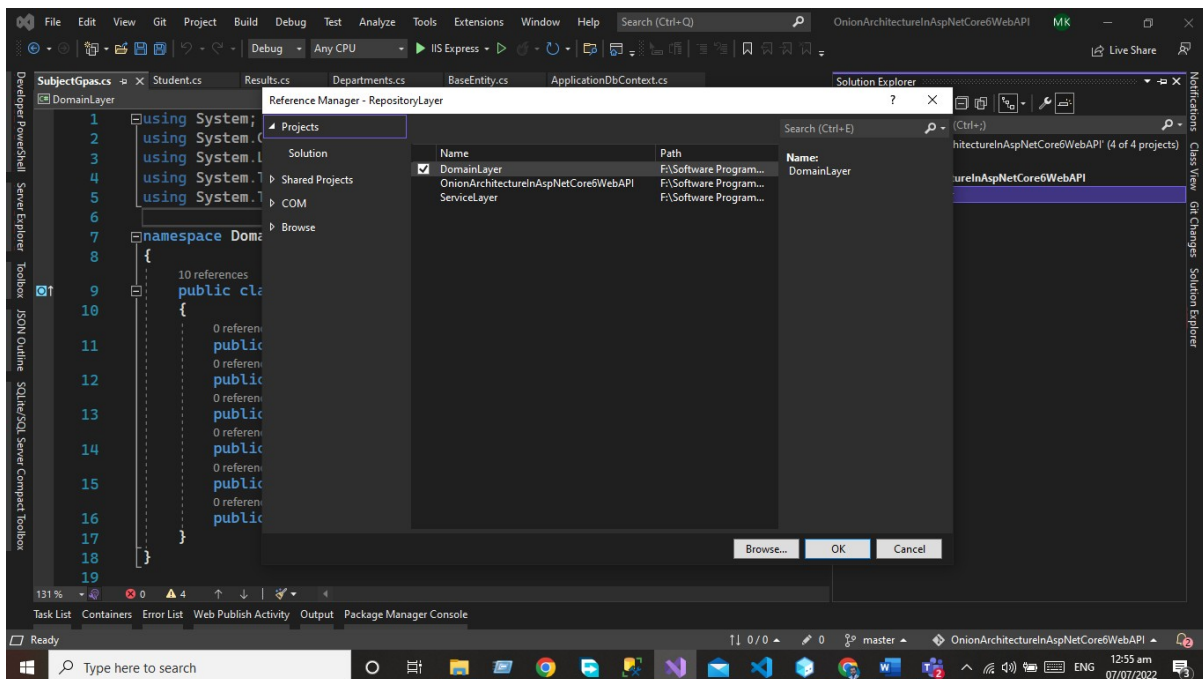 File Edit View Git Project Build Debug Test Analyze Tools Extensions Window Help Search (Ctrl+Q) OnionArchitectureInAspNetCore6WebAPI MK
Debug Any CPU IIS Express Live Share
SubjectGpas.cs Student.cs Results.cs Departments.cs BaseEntity.cs ApplicationDbContext.cs Solution Explorer
DomainLayer
Reference Manager - RepositoryLayer ? ×
Projects Search (Ctrl+E)
Solution
Shared Projects
COM
Browse
Name Path
DomainLayer F:\Software Program...
OnionArchitectureInAspNetCore6WebAPI F:\Software Program...
ServiceLayer F:\Software Program...
Name:
DomainLayer
Browse... OK Cancel
(Ctrl+;)
hitectureInAspNetCore6WebAPI' (4 of 4 projects)
ureInAspNetCore6WebAPI
1 using System;
2 using System.
3 using System.L
4 using System.T
5 using System.T
6
7 namespace Doma
8 {
10 references
9 public cla
10 {
0 referen
11 public
0 referen
12 public
0 referen
13 public
0 referen
14 public
0 referen
15 public
0 referen
16 public
17 }
18 }
19
Developer PowerShell
Server Explorer
Toolbox
JSON Outline
SQLite/SQL Server Compact Toolbox
Notifications
Class View
Git Changes
Solution Explorer
131 % 0 4
Task List Containers Error List Web Publish Activity Output Package Manager Console
Ready 0 / 0 0 master OnionArchitectureInAspNetCore6WebAPI 2
Type here to search ENG 12:55 am
07/07/2022